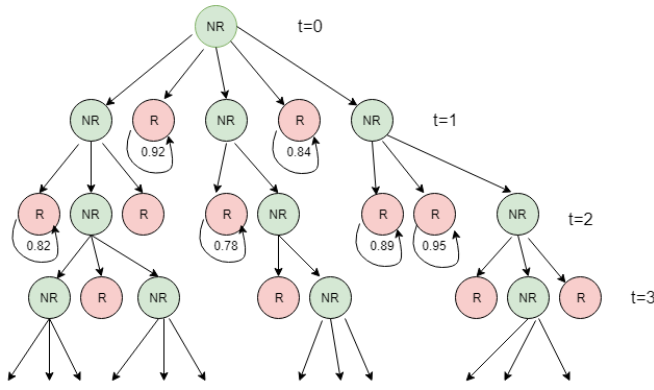 NR t=0
NR R NR R NR t=1
0.92 0.84
R NR R R NR R R NR t=2
0.82 0.78 0.89 0.95
NR R NR R NR R NR R t=3